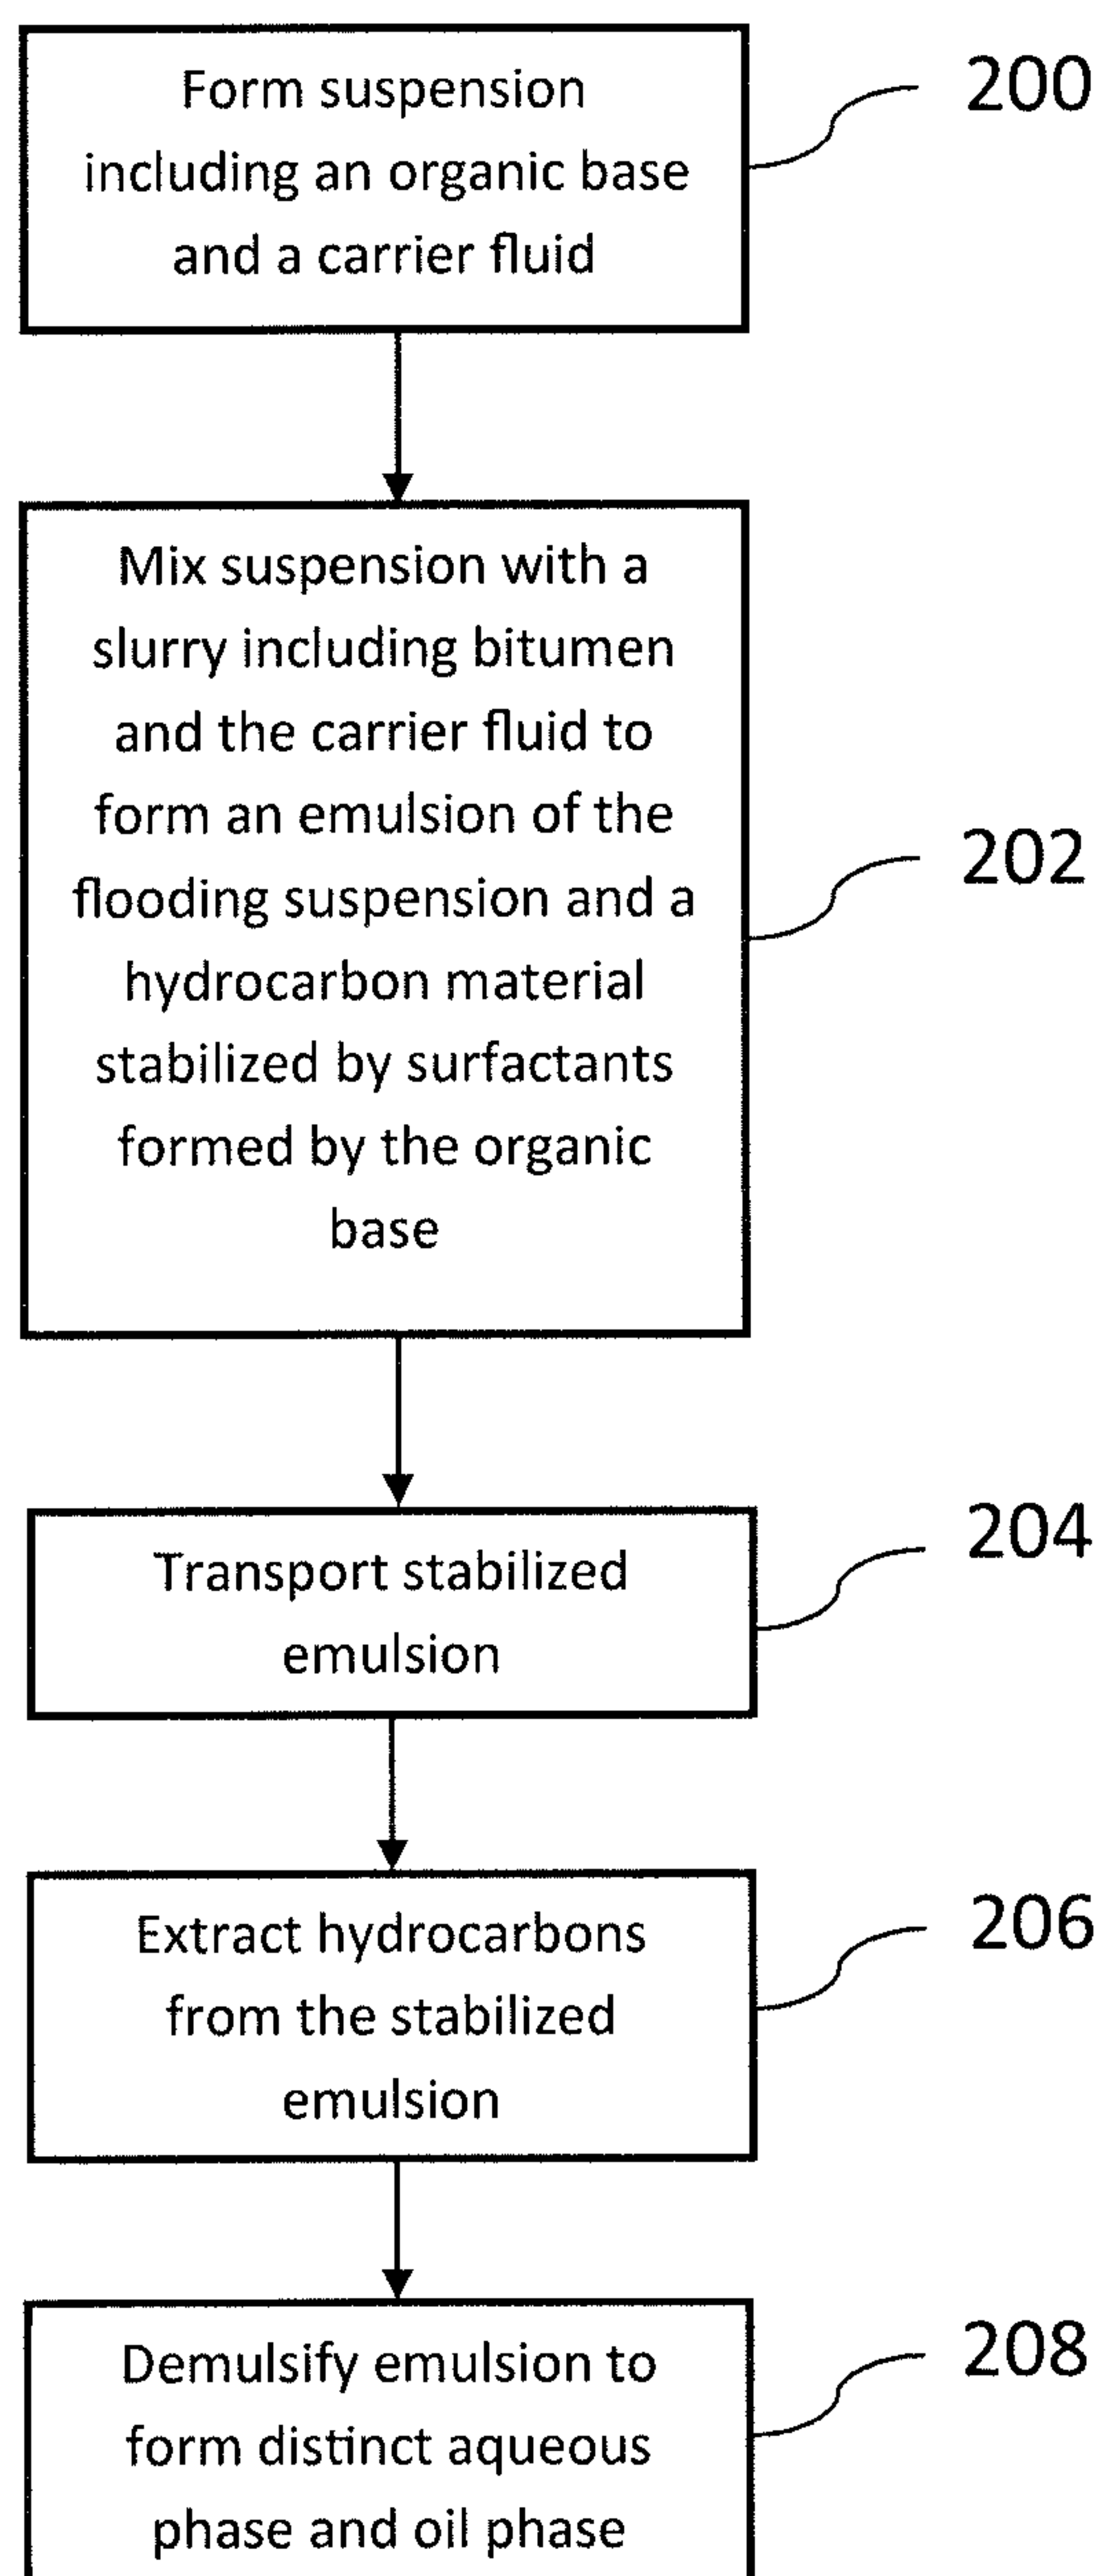 Form suspension
including an organic base
and a carrier fluid
200
Mix suspension with a
slurry including bitumen
and the carrier fluid to
form an emulsion of the
flooding suspension and a
hydrocarbon material
stabilized by surfactants
formed by the organic
base
202
Transport stabilized
emulsion
204
Extract hydrocarbons
from the stabilized
emulsion
206
Demulsify emulsion to
form distinct aqueous
phase and oil phase
208